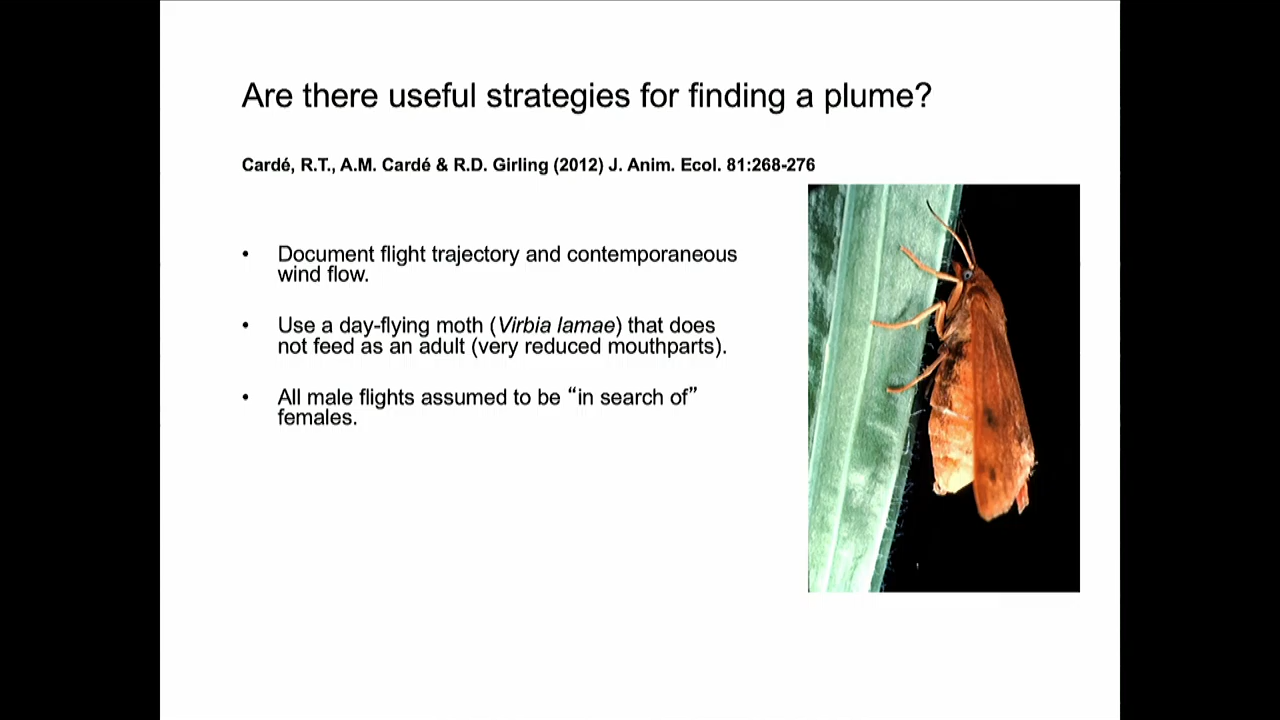 Are there useful strategies for finding a plume?
Cardé, R.T., A.M. Cardé & R.D. Girling (2012) J. Anim. Ecol. 81:268-276
• Document flight trajectory and contemporaneous
wind flow.
• Use a day-flying moth (Virbia lamae) that does
not feed as an adult (very reduced mouthparts).
• All male flights assumed to be “in search of”
females.